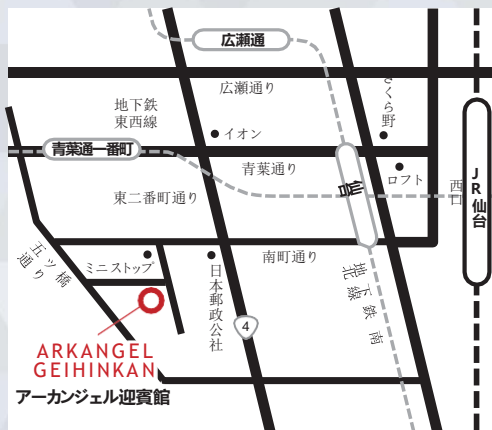 広瀬通
広瀬通り
地下鉄
東西線
イオン
さくら野
青葉通一番町
青葉通り
ロフト
仙
西口
JR仙台
東二番町通り
南町通り
五ツ橋
通り
ミニストップ
日本郵政公社
地下鉄南
北線
4
ARKANGEL
GEIHINKAN
アーカンジェル迎賓館